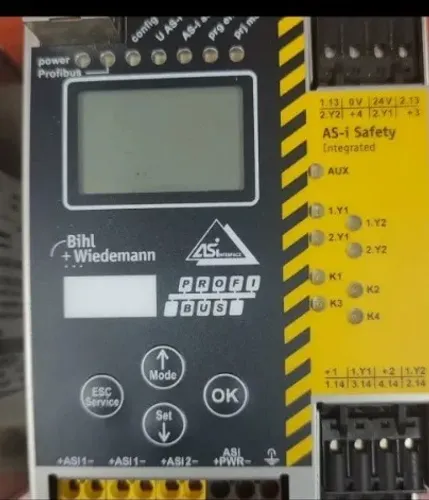 config
U AS-i
AS-i a
prg e
prj m
power
Profibus
1.13 0V 24V 2.13
2.Y2 +4 2.Y1 +3
AS-i Safety
Integrated
AUX
1.Y1
1.Y2
2.Y1
2.Y2
K1
K2
K3
K4
Bihl
+Wiedemann
ASi
INTERFACE
PROFI
BUS
Mode
ESC
Service
OK
Set
+1 1.Y1 +2 1.Y2
1.14 3.14 4.14 2.14
+ASI 1- +ASI 1- +ASI 2- ASI
+PWR-